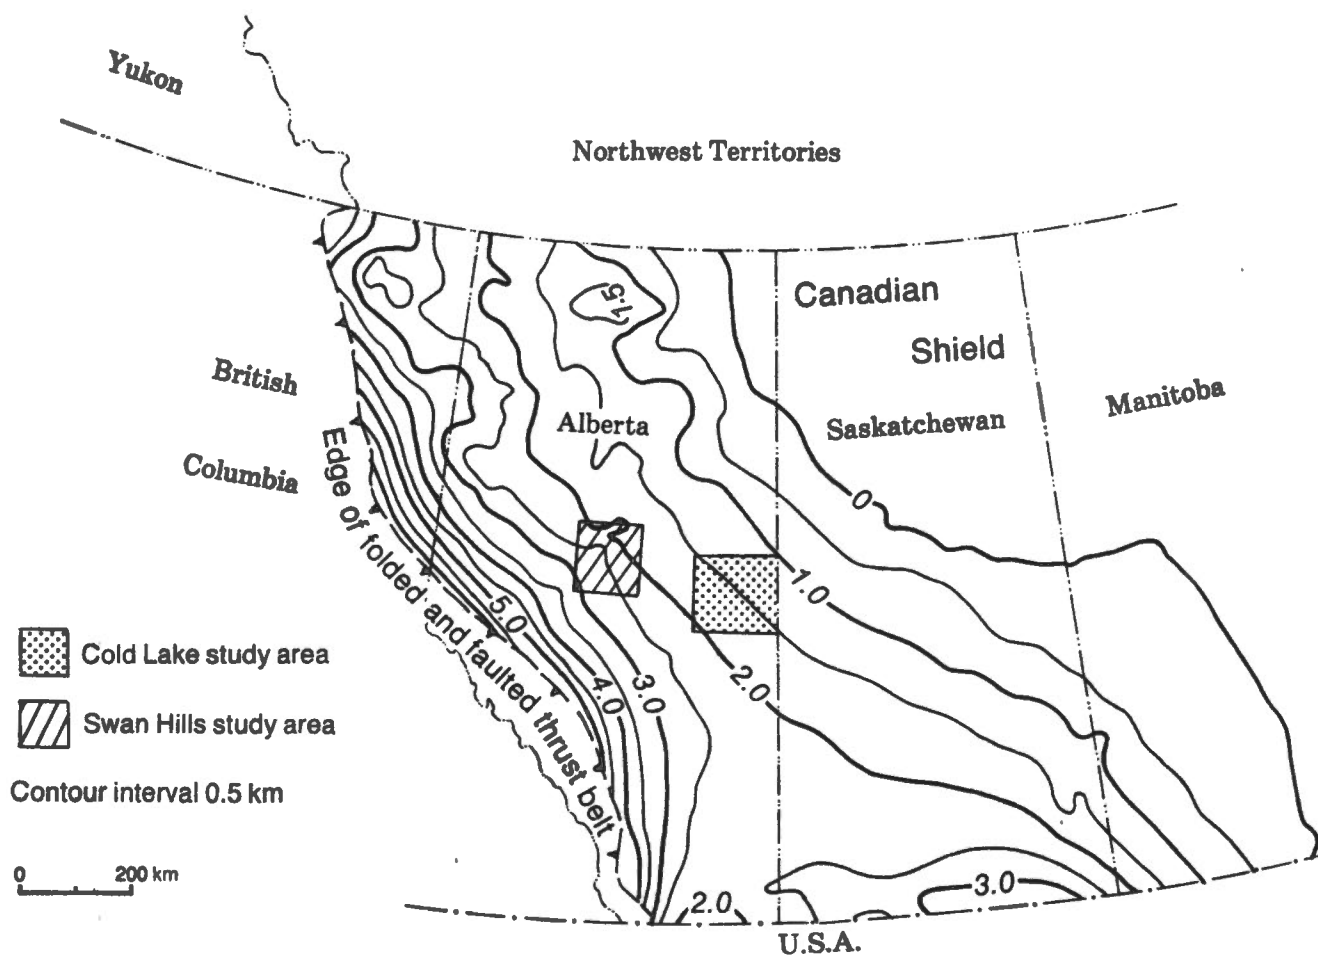 Yukon
Northwest Territories
Canadian
Shield
1.5
British
Columbia
Alberta
Saskatchewan
Manitoba
Edge of folded and faulted thrust belt
0
1.0
5.0
4.0
3.0
2.0
Cold Lake study area
Swan Hills study area
Contour interval 0.5 km
0 200 km
3.0
2.0
U.S.A.